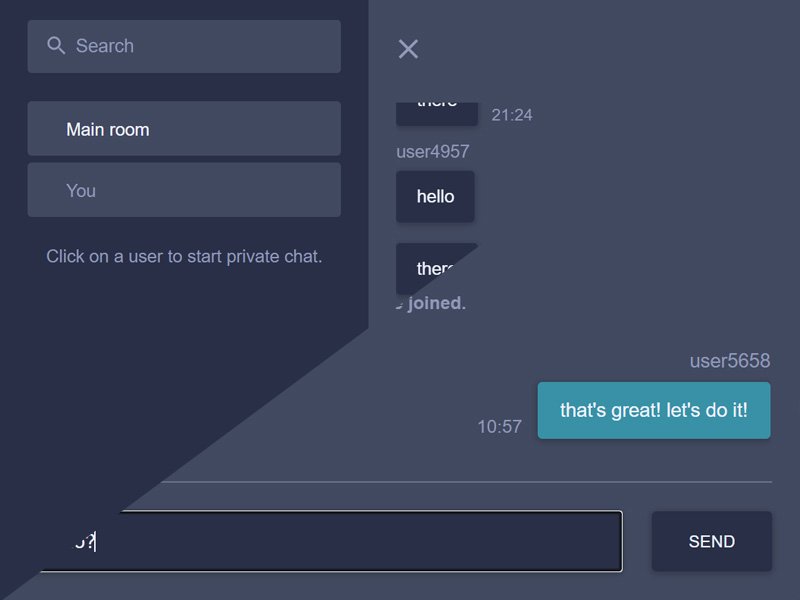 Search
Main room
You
Click on a user to start private chat.
there
21:24
user4957
hello
there
joined.
user5658
10:57
that's great! let's do it!
SEND